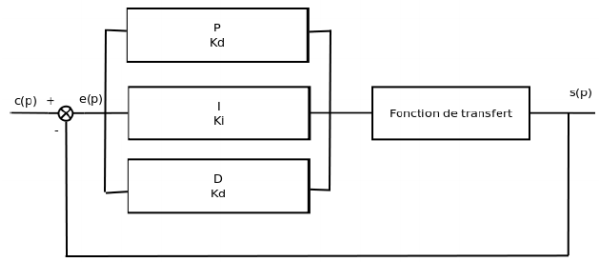 P
Kd
c(p) + e(p)
-
I
Ki
Fonction de transfert
s(p)
D
Kd